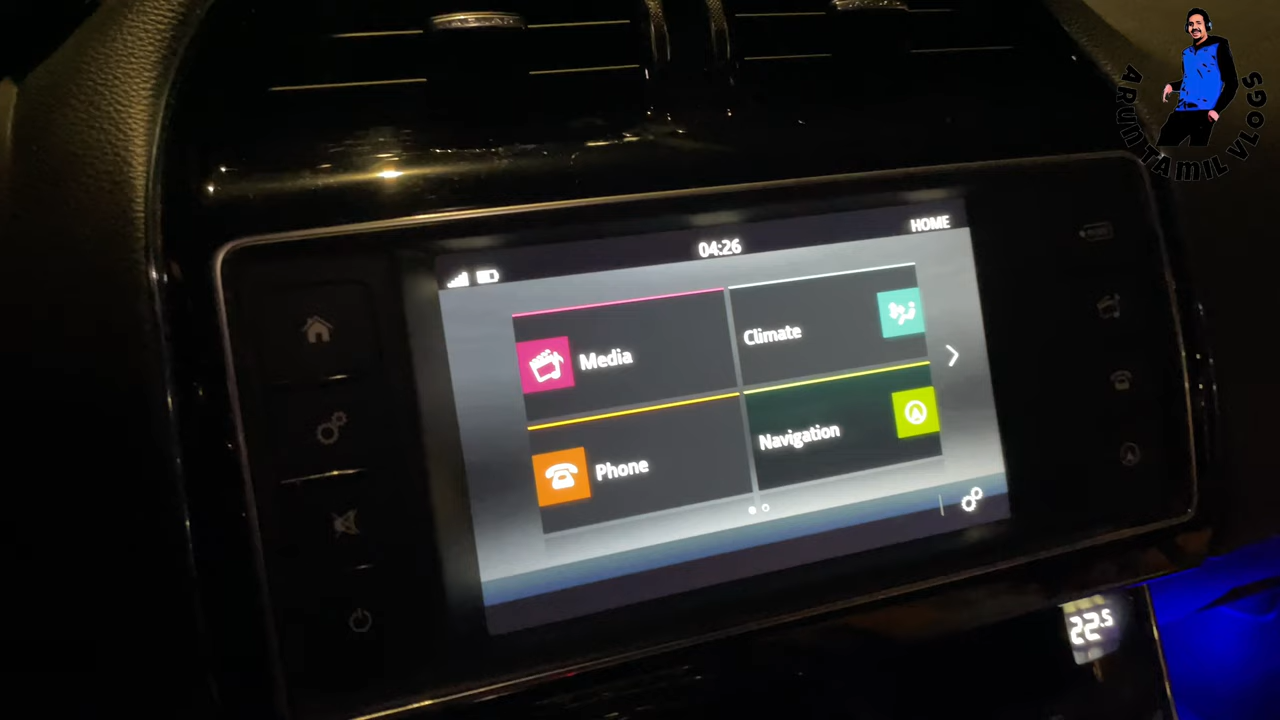 ARUN TAMIL VLOGS
HOME
04:26
Media
Climate
Phone
Navigation
22.5